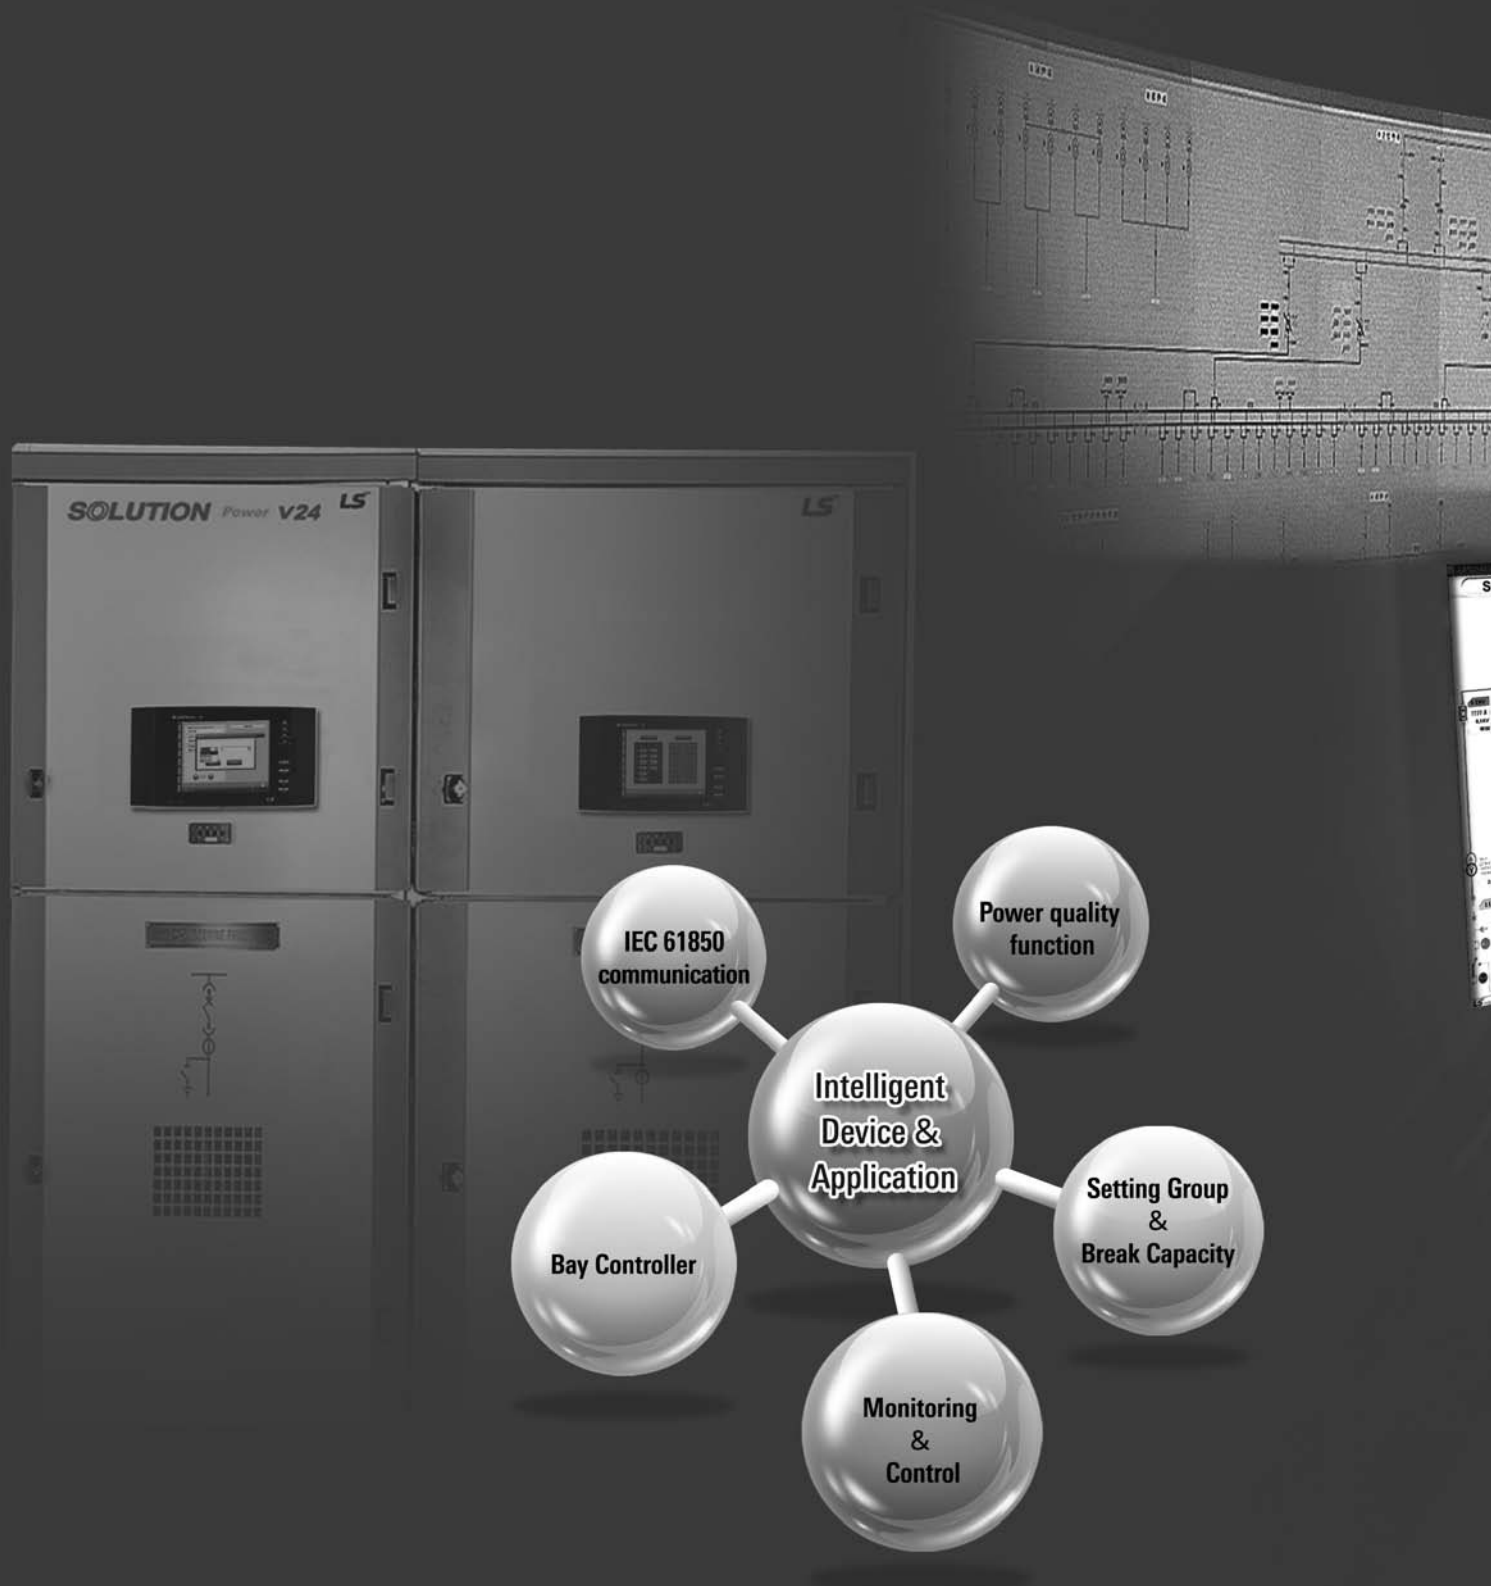 SOLUTION Power V24 LS
LS
IEC 61850
communication
Power quality
function
Intelligent
Device &
Application
Setting Group
&
Break Capacity
Bay Controller
Monitoring
&
Control